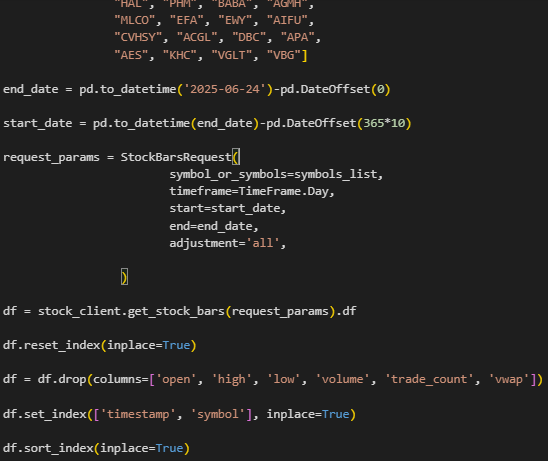 "HAL", "PHM", "BABA", "AGMH",
"MLCO", "EFA", "EWY", "AIFU",
"CVHSY", "ACGL", "DBC", "APA",
"AES", "KHC", "VGLT", "VBG"]
end_date = pd.to_datetime('2025-06-24')-pd.DateOffset(0)
start_date = pd.to_datetime(end_date)-pd.DateOffset(365*10)
request_params = StockBarsRequest(
symbol_or_symbols=symbols_list,
timeframe=TimeFrame.Day,
start=start_date,
end=end_date,
adjustment='all',
)
df = stock_client.get_stock_bars(request_params).df
df.reset_index(inplace=True)
df = df.drop(columns=['open', 'high', 'low', 'volume', 'trade_count', 'vwap'])
df.set_index(['timestamp', 'symbol'], inplace=True)
df.sort_index(inplace=True)